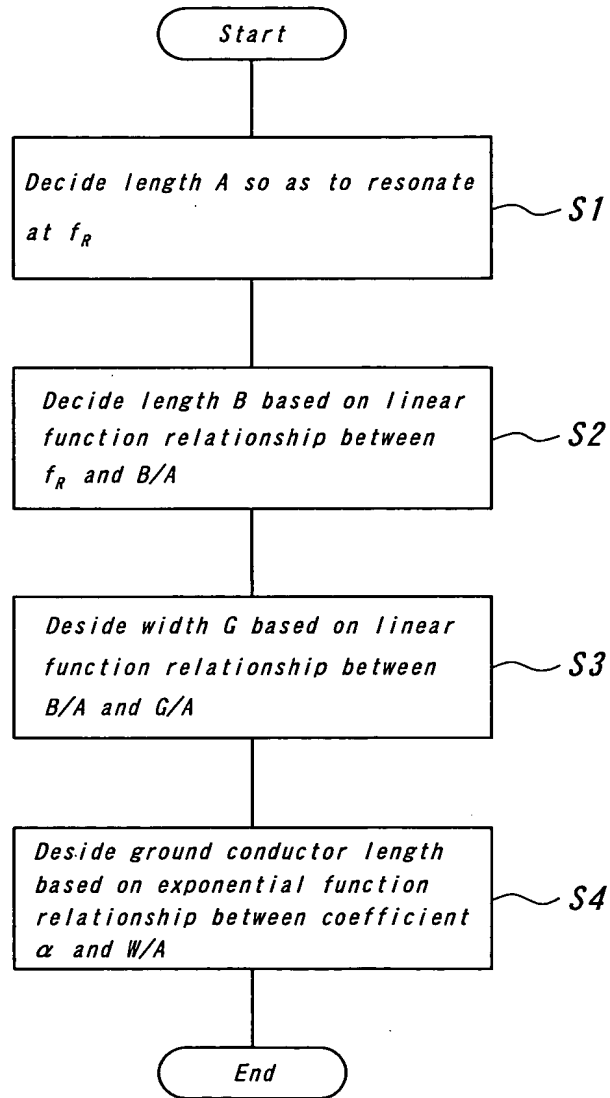 Start
Decide length A so as to resonate
at f_R
S1
Decide length B based on linear
function relationship between
f_R and B/A
S2
Deside width G based on linear
function relationship between
B/A and G/A
S3
Deside ground conductor length
based on exponential function
relationship between coefficient
α and W/A
S4
End